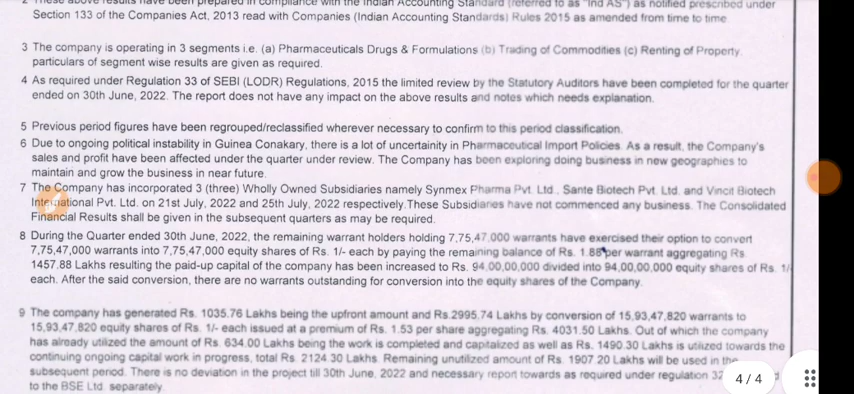 2 These above results have been prepared in compliance with the Indian Accounting Standard (referred to as "Ind AS") as notified prescribed under
Section 133 of the Companies Act, 2013 read with Companies (Indian Accounting Standards) Rules 2015 as amended from time to time.
3 The company is operating in 3 segments i.e. (a) Pharmaceuticals Drugs & Formulations (b) Trading of Commodities (c) Renting of Property.
particulars of segment wise results are given as required.
4 As required under Regulation 33 of SEBI (LODR) Regulations, 2015 the limited review by the Statutory Auditors have been completed for the quarter
ended on 30th June, 2022. The report does not have any impact on the above results and notes which needs explanation.
5 Previous period figures have been regrouped/reclassified wherever necessary to confirm to this period classification.
6 Due to ongoing political instability in Guinea Conakary, there is a lot of uncertainity in Pharmaceutical Import Policies. As a result, the Company's
sales and profit have been affected under the quarter under review. The Company has been exploring doing business in new geographies to
maintain and grow the business in near future.
7 The Company has incorporated 3 (three) Wholly Owned Subsidiaries namely Synmex Pharma Pvt. Ltd., Sante Biotech Pvt. Ltd. and Vincit Biotech
International Pvt. Ltd. on 21st July, 2022 and 25th July, 2022 respectively.These Subsidiaries have not commenced any business. The Consolidated
Financial Results shall be given in the subsequent quarters as may be required.
8 During the Quarter ended 30th June, 2022, the remaining warrant holders holding 7,75,47,000 warrants have exercised their option to convert
7,75,47,000 warrants into 7,75,47,000 equity shares of Rs. 1/- each by paying the remaining balance of Rs. 1.88 per warrant aggregating Rs.
1457.88 Lakhs resulting the paid-up capital of the company has been increased to Rs. 94,00,00,000 divided into 94,00,00,000 equity shares of Rs. 1/-
each. After the said conversion, there are no warrants outstanding for conversion into the equity shares of the Company.
9 The company has generated Rs. 1035.76 Lakhs being the upfront amount and Rs.2995.74 Lakhs by conversion of 15,93,47,820 warrants to
15,93,47,820 equity shares of Rs. 1/- each issued at a premium of Rs. 1.53 per share aggregating Rs. 4031.50 Lakhs. Out of which the company
has already utilized the amount of Rs. 634.00 Lakhs being the work is completed and capitalized as well as Rs. 1490.30 Lakhs is utilized towards the
continuing ongoing capital work in progress, total Rs. 2124.30 Lakhs. Remaining unutilized amount of Rs. 1907.20 Lakhs will be used in the
subsequent period. There is no deviation in the project till 30th June, 2022 and necessary report towards as required under regulation 32
to the BSE Ltd. separately.
4 / 4